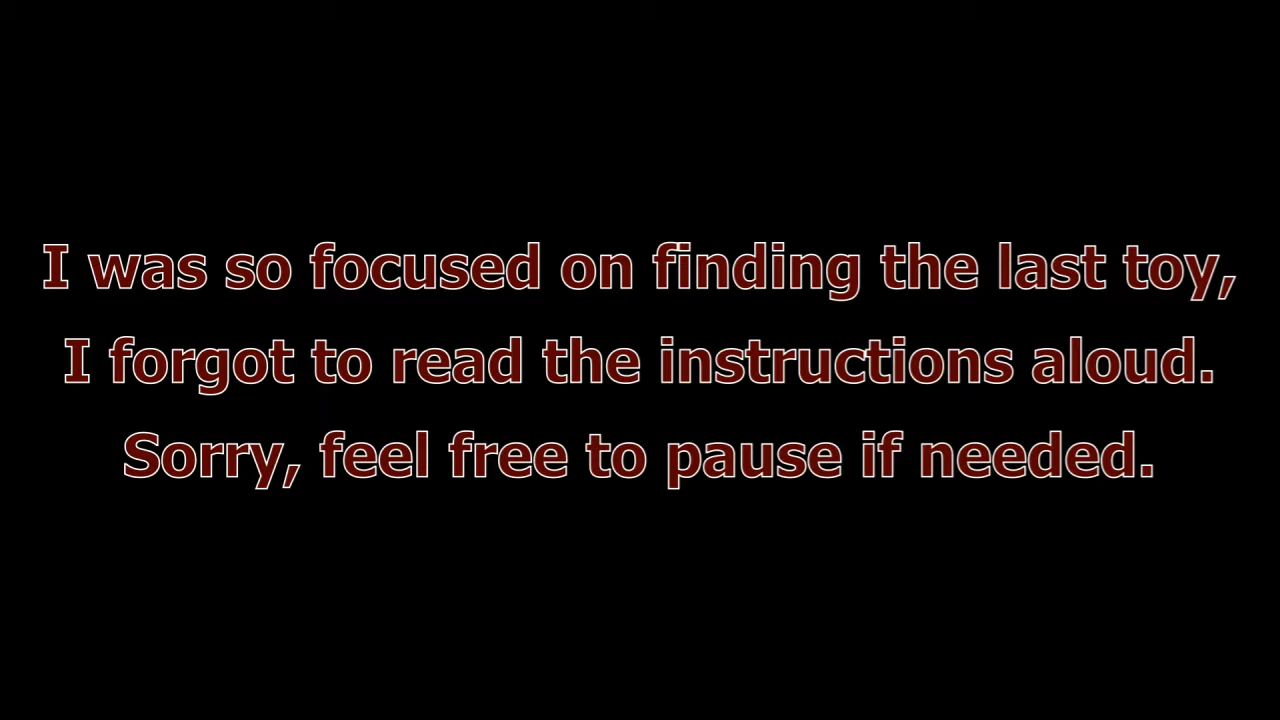 I was so focused on finding the last toy,
I forgot to read the instructions aloud.
Sorry, feel free to pause if needed.